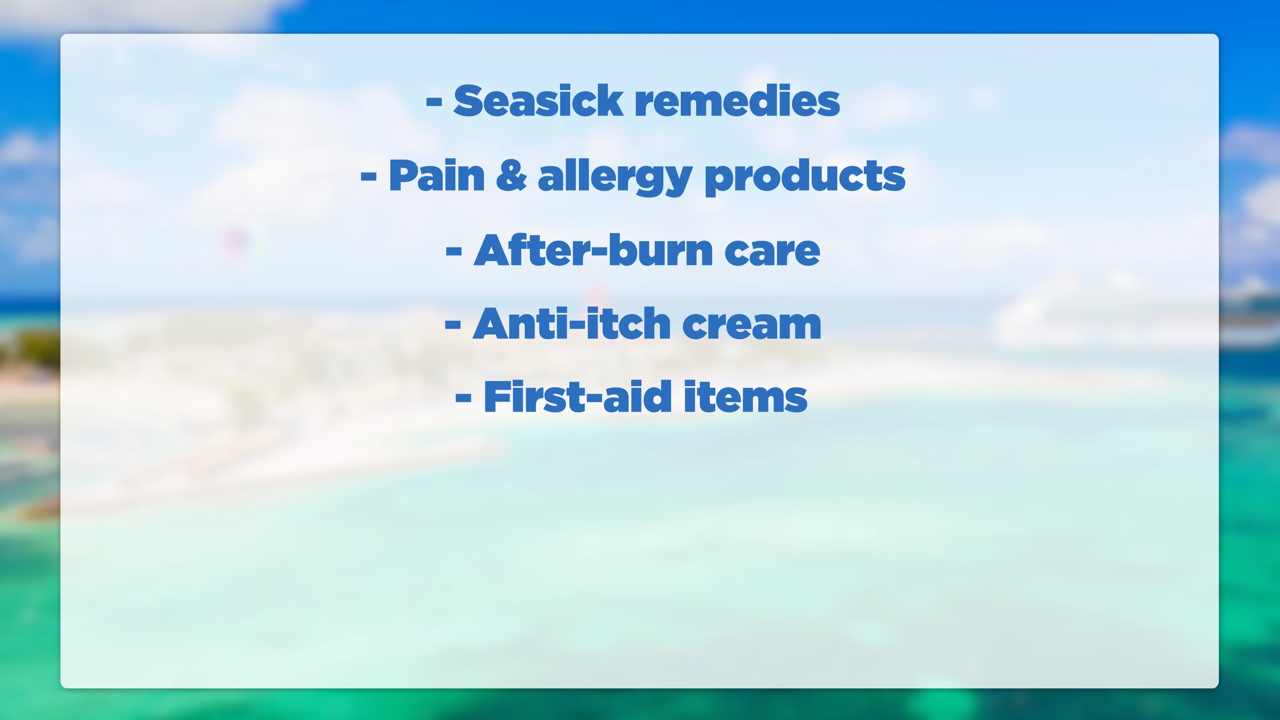 - Seasick remedies
- Pain & allergy products
- After-burn care
- Anti-itch cream
- First-aid items